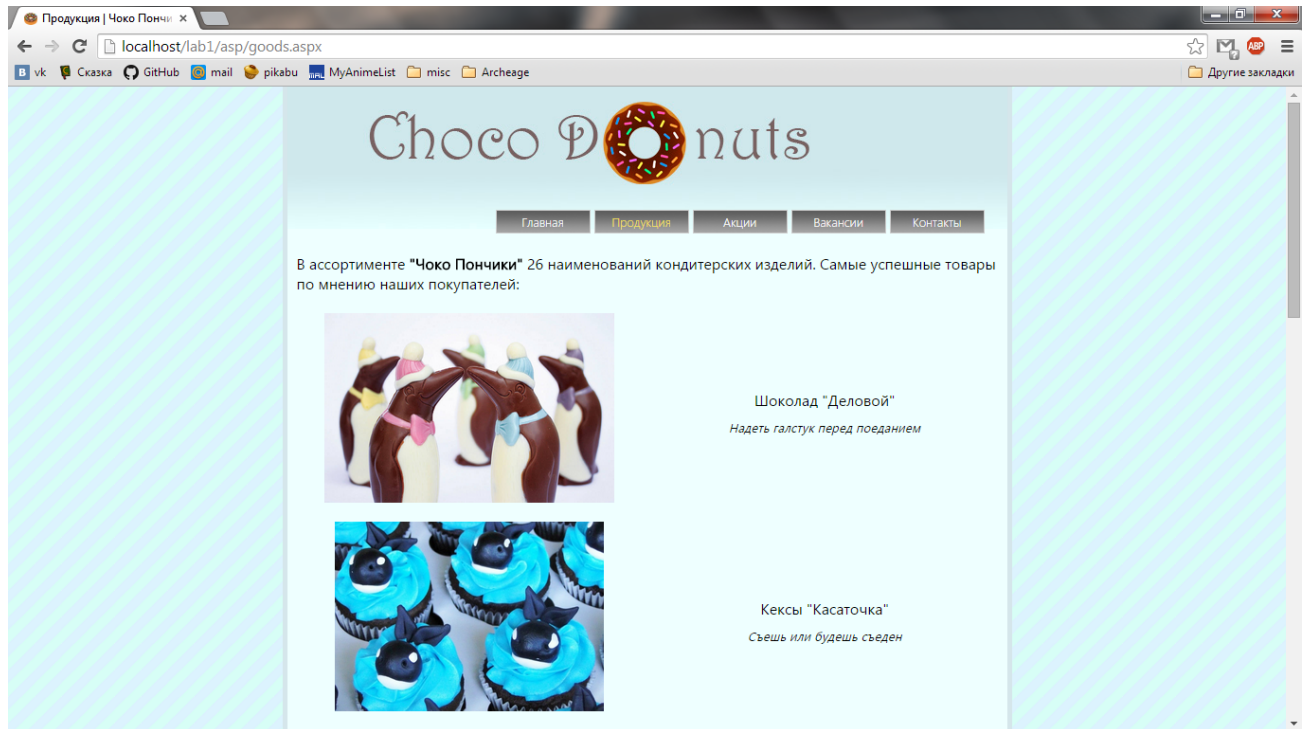 Продукция | Чоко Пончи
localhost/lab1/asp/goods.aspx
vk Сказка GitHub mail pikabu MyAnimeList misc Archeage Другие закладки
Choco Donuts
Главная Продукция Акции Вакансии Контакты
В ассортименте "Чоко Пончики" 26 наименований кондитерских изделий. Самые успешные товары
по мнению наших покупателей:
Шоколад "Деловой"
Надеть галстук перед поеданием
Кексы "Касаточка"
Съешь или будешь съеден